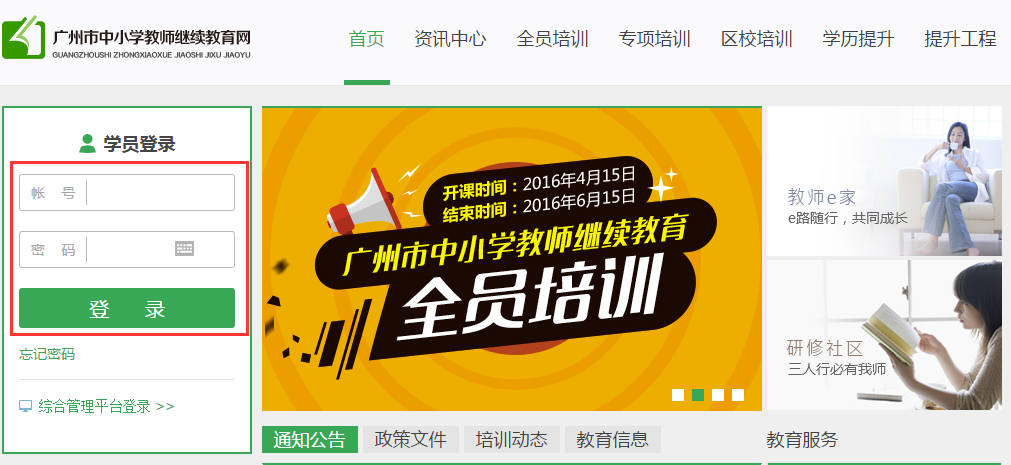 广州市中小学教师继续教育网
GUANGZHOUSHI ZHONGXIAOXUE JIAOSHI JIXU JIAOYU
首页 资讯中心 全员培训 专项培训 区校培训 学历提升 提升工程
学员登录
帐 号
密 码
登 录
忘记密码
综合管理平台登录 >>
开课时间：2016年4月15日
结束时间：2016年6月15日
广州市中小学教师继续教育
全员培训
教师e家
e路随行，共同成长
研修社区
三人行必有我师
通知公告 政策文件 培训动态 教育信息
教育服务